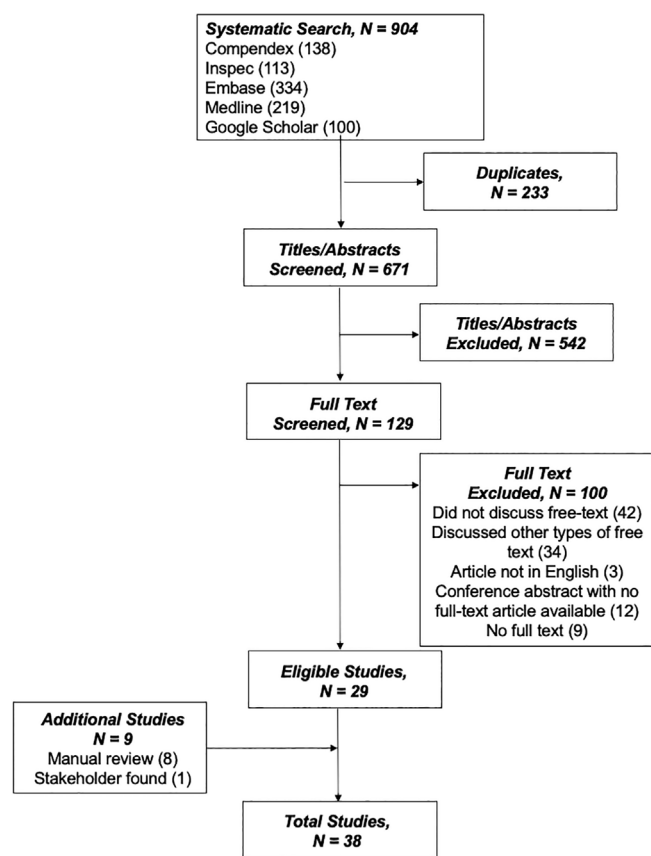 Systematic Search, N = 904
Compendex (138)
Inspec (113)
Embase (334)
Medline (219)
Google Scholar (100)
Duplicates,
N = 233
Titles/Abstracts
Screened, N = 671
Titles/Abstracts
Excluded, N = 542
Full Text
Screened, N = 129
Full Text
Excluded, N = 100
Did not discuss free-text (42)
Discussed other types of free
text (34)
Article not in English (3)
Conference abstract with no
full-text article available (12)
No full text (9)
Eligible Studies,
N = 29
Additional Studies
N = 9
Manual review (8)
Stakeholder found (1)
Total Studies,
N = 38